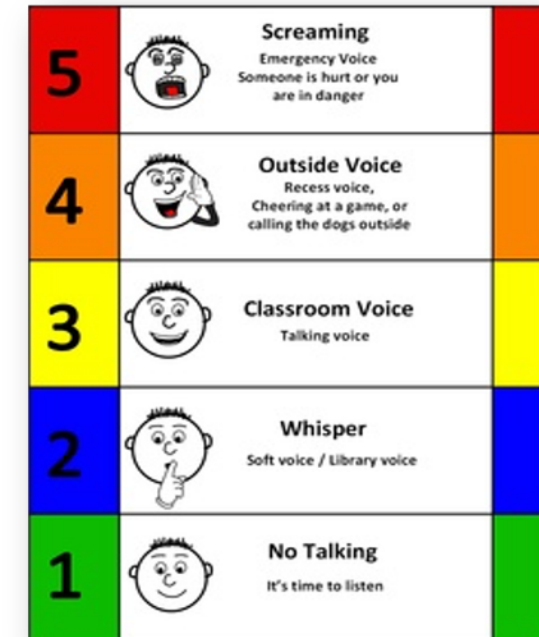 5
Screaming
Emergency Voice
Someone is hurt or you
are in danger
4
Outside Voice
Recess voice,
Cheering at a game, or
calling the dogs outside
3
Classroom Voice
Talking voice
2
Whisper
Soft voice / Library voice
1
No Talking
It's time to listen